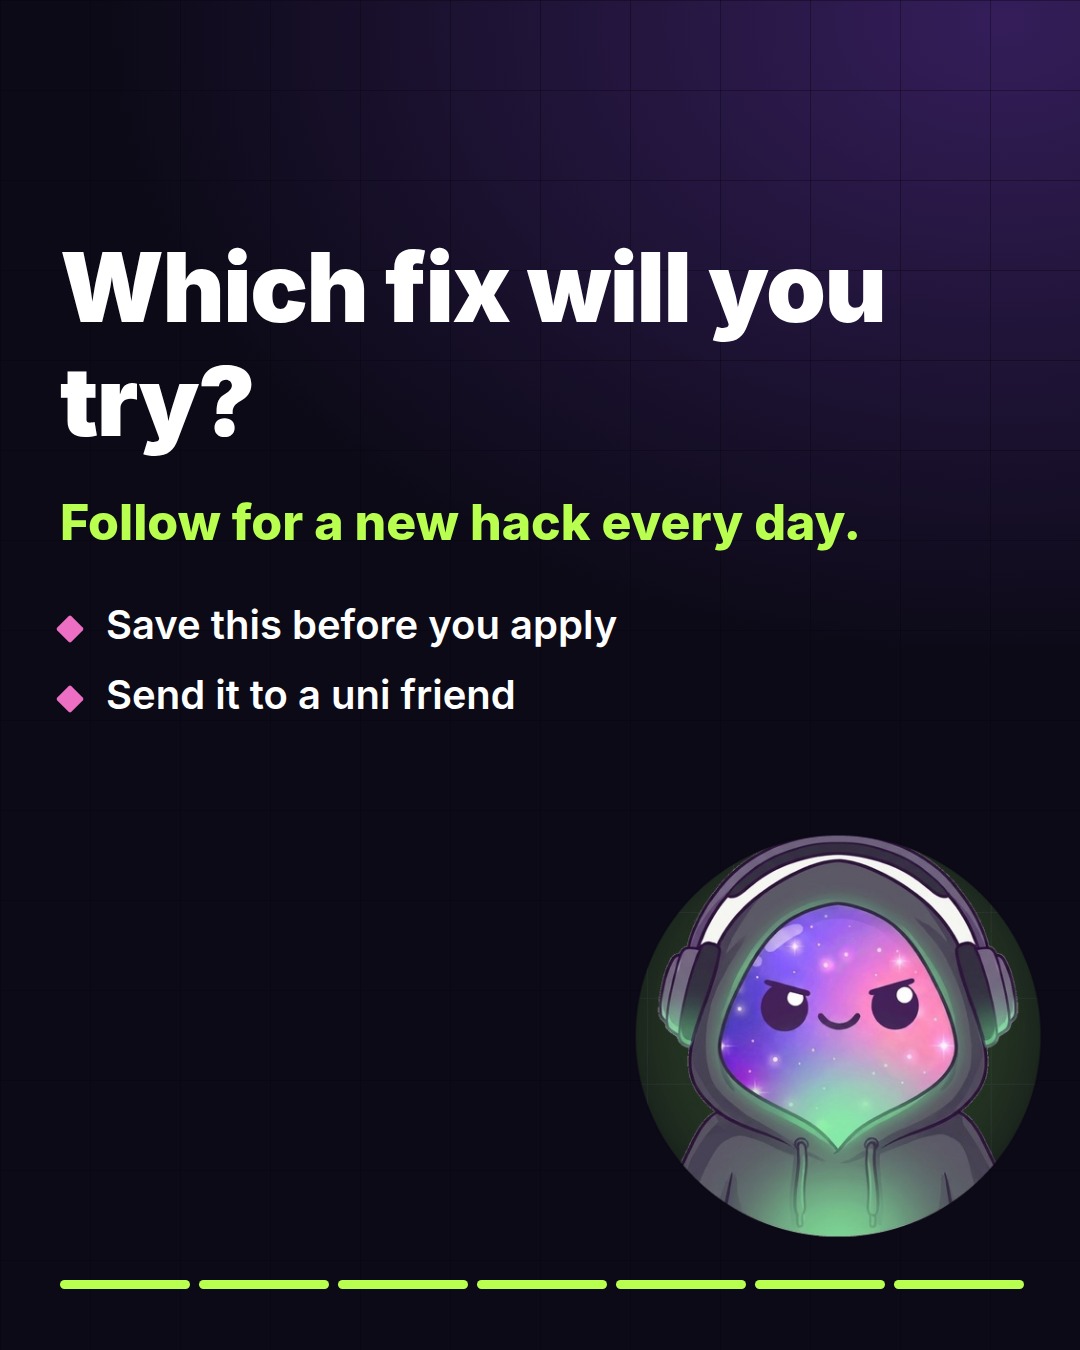 Which fix will you
try?
Follow for a new hack every day.
Save this before you apply
Send it to a uni friend